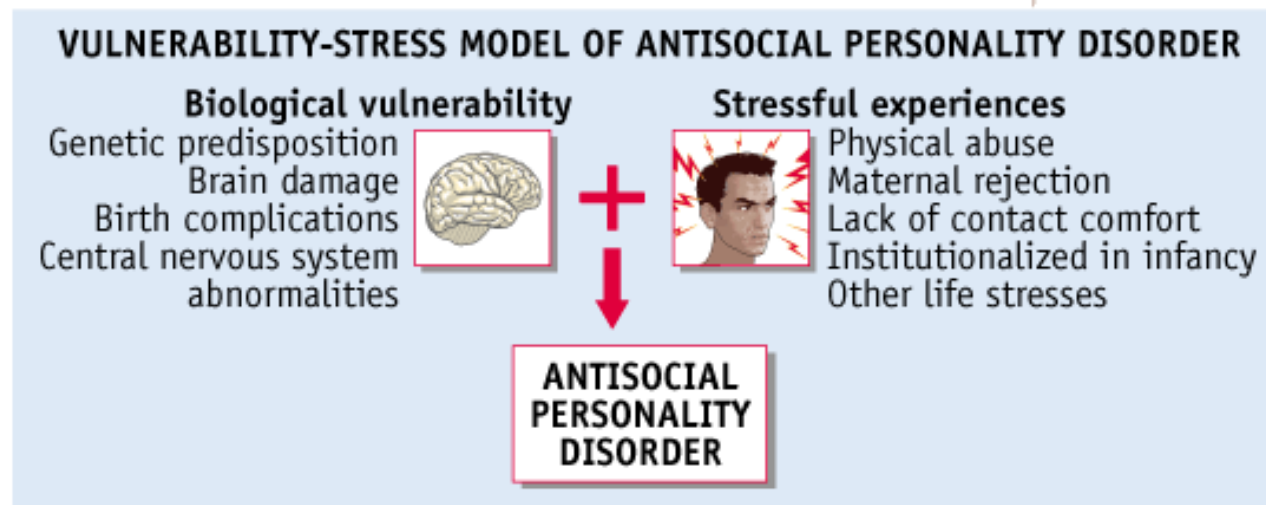 VULNERABILITY-STRESS MODEL OF ANTISOCIAL PERSONALITY DISORDER
Biological vulnerability
Genetic predisposition
Brain damage
Birth complications
Central nervous system
abnormalities
Stressful experiences
Physical abuse
Maternal rejection
Lack of contact comfort
Institutionalized in infancy
Other life stresses
ANTISOCIAL
PERSONALITY
DISORDER